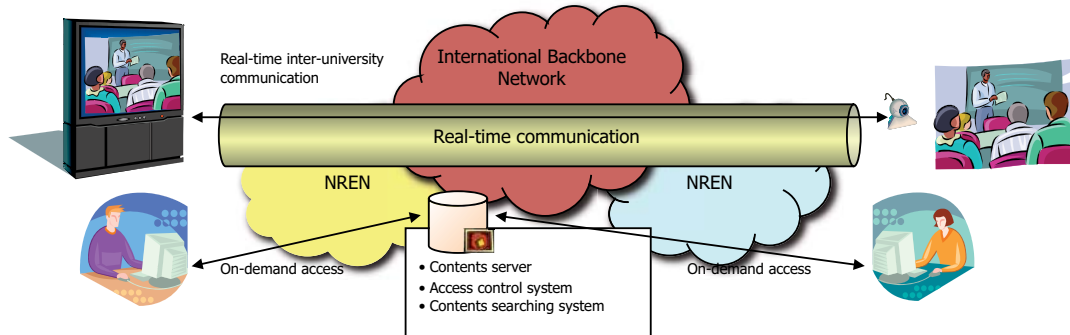 Real-time inter-university
communication
International Backbone
Network
Real-time communication
NREN
NREN
On-demand access
On-demand access
• Contents server
• Access control system
• Contents searching system